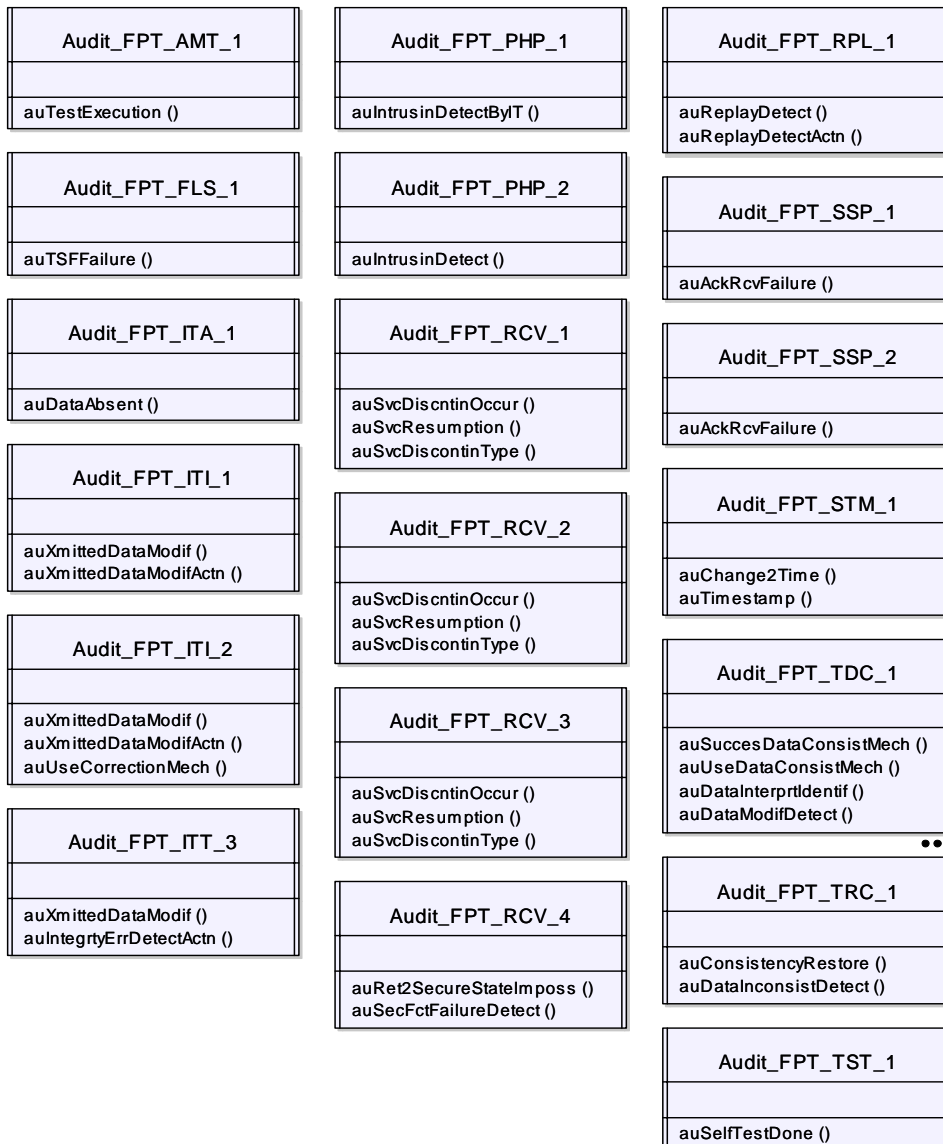 Audit_FPT_AMT_1
auTestExecution ()
Audit_FPT_FLS_1
auTSFFailure ()
Audit_FPT_ITA_1
auDataAbsent ()
Audit_FPT_ITI_1
auXmittedDataModif ()
auXmittedDataModifActn ()
Audit_FPT_ITI_2
auXmittedDataModif ()
auXmittedDataModifActn ()
auUseCorrectionMech ()
Audit_FPT_ITT_3
auXmittedDataModif ()
auIntegrtyErrDetectActn ()
Audit_FPT_PHP_1
auIntrusinDetectByIT ()
Audit_FPT_PHP_2
auIntrusinDetect ()
Audit_FPT_RCV_1
auSvcDiscntinOccur ()
auSvcResumption ()
auSvcDiscontinType ()
Audit_FPT_RCV_2
auSvcDiscntinOccur ()
auSvcResumption ()
auSvcDiscontinType ()
Audit_FPT_RCV_3
auSvcDiscntinOccur ()
auSvcResumption ()
auSvcDiscontinType ()
Audit_FPT_RCV_4
auRet2SecureStateImposs ()
auSecFctFailureDetect ()
Audit_FPT_RPL_1
auReplayDetect ()
auReplayDetectActn ()
Audit_FPT_SSP_1
auAckRcvFailure ()
Audit_FPT_SSP_2
auAckRcvFailure ()
Audit_FPT_STM_1
auChange2Time ()
auTimestamp ()
Audit_FPT_TDC_1
auSuccesDataConsistMech ()
auUseDataConsistMech ()
auDataInterprtIdentif ()
auDataModifDetect ()
Audit_FPT_TRC_1
auConsistencyRestore ()
auDataInconsistDetect ()
Audit_FPT_TST_1
auSelfTestDone ()